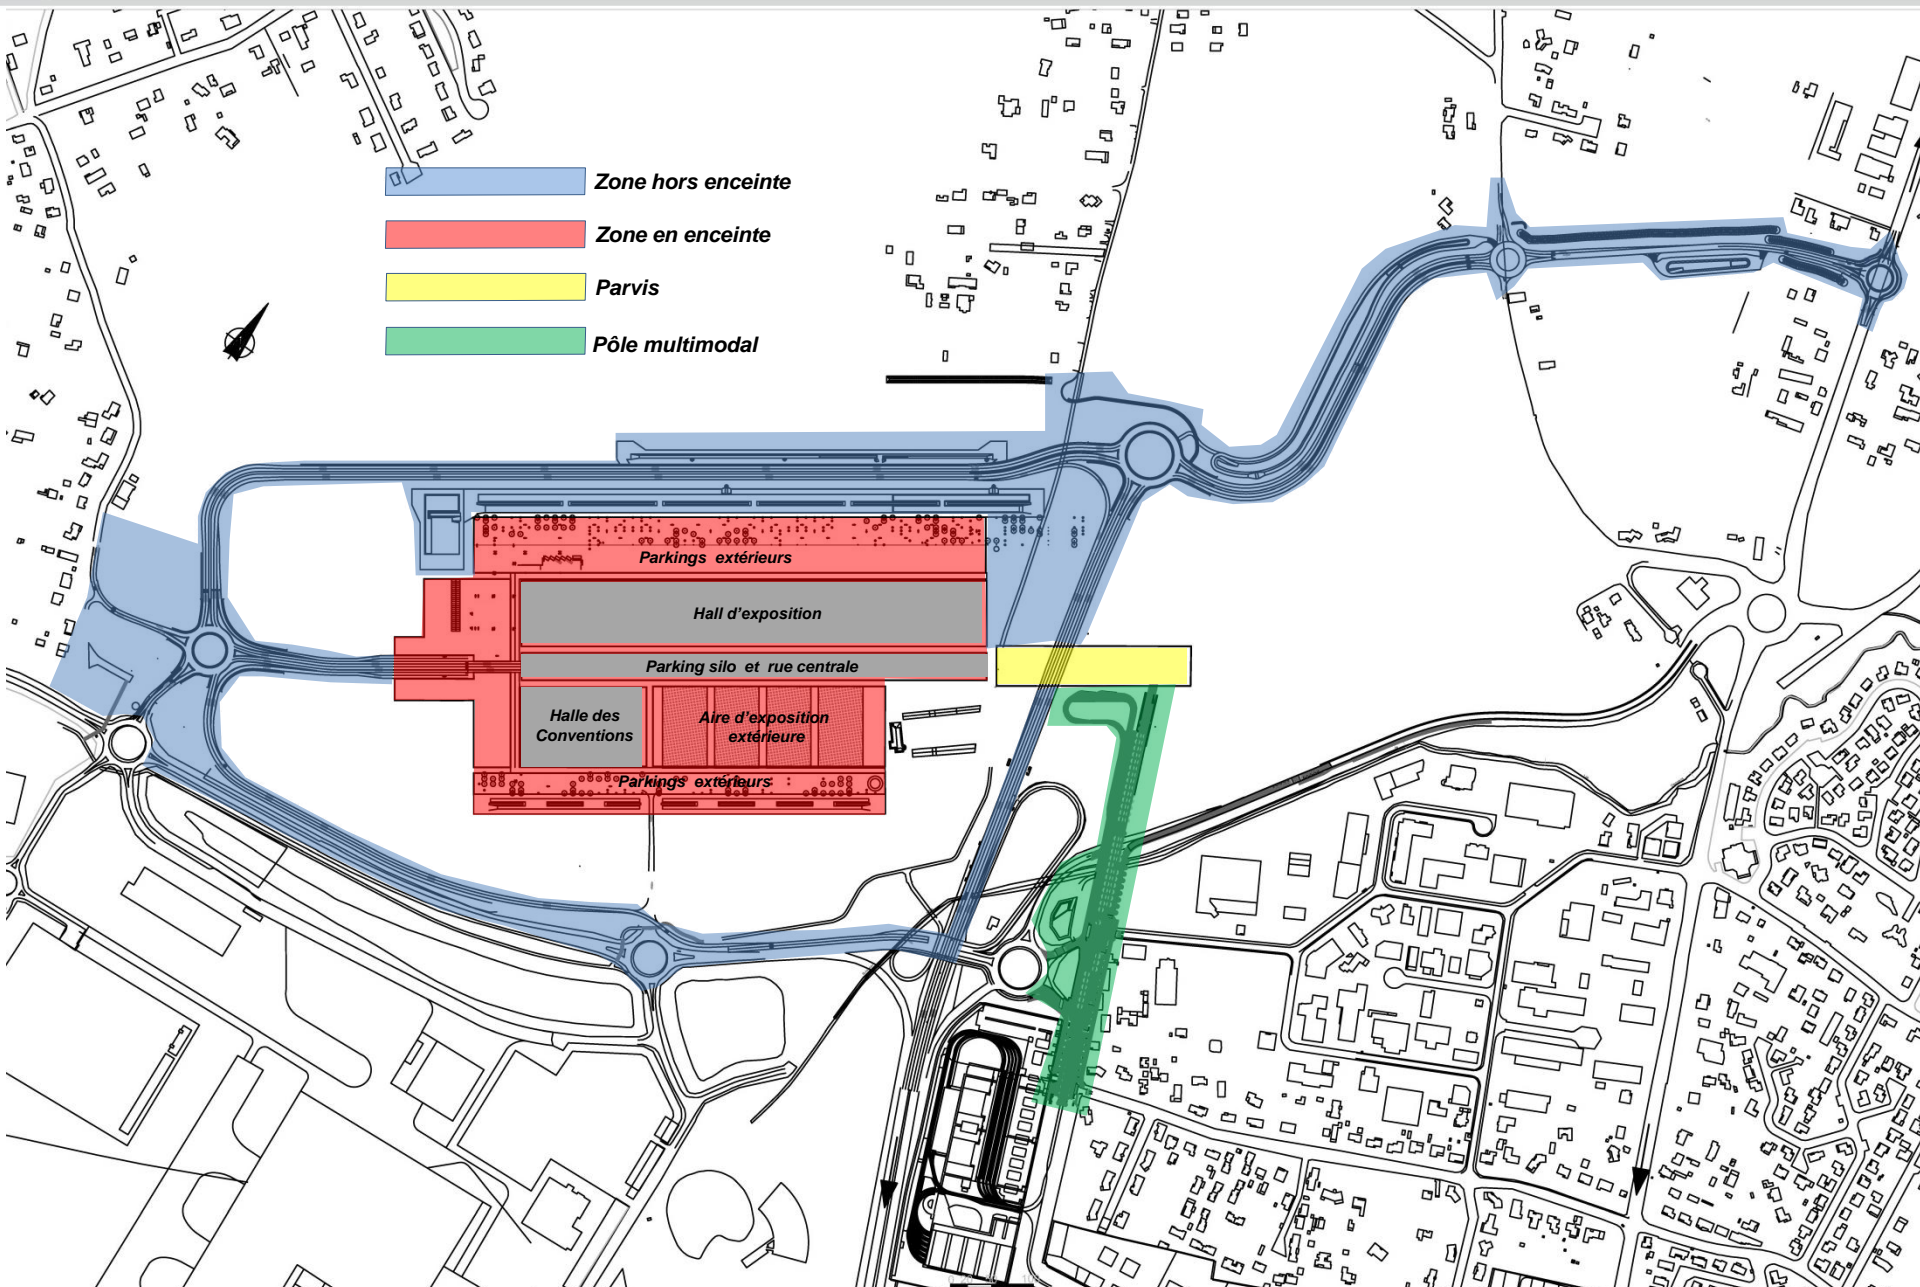 Zone hors enceinte
Zone en enceinte
Parvis
Pôle multimodal
Parkings extérieurs
Hall d'exposition
Parking silo et rue centrale
Halle des
Conventions
Aire d'exposition
extérieure
Parkings extérieurs